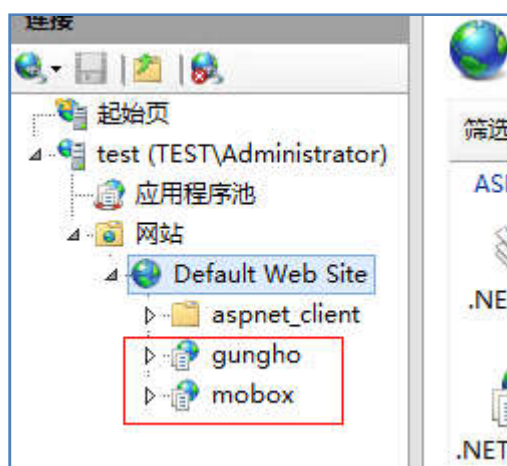 连接
起始页
test (TEST\Administrator)
应用程序池
网站
Default Web Site
aspnet_client
gungho
mobox
筛选
AS
.NE
.NET